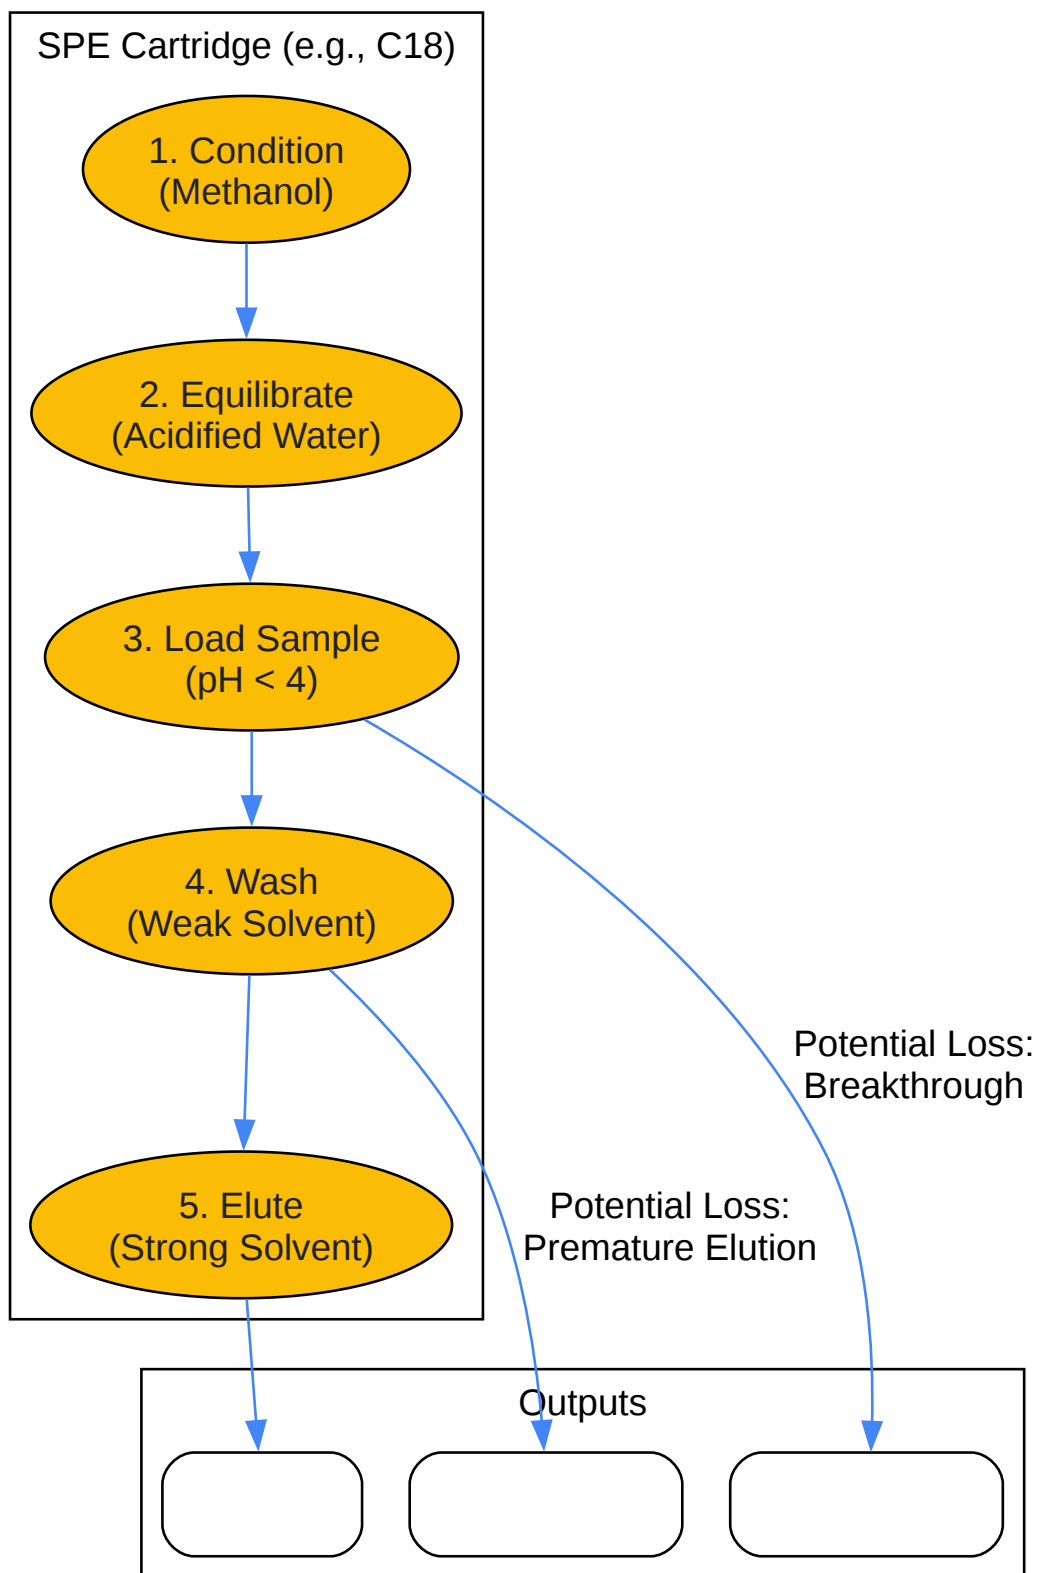 SPE Cartridge (e.g., C18)
1. Condition
(Methanol)
2. Equilibrate
(Acidified Water)
3. Load Sample
(pH < 4)
4. Wash
(Weak Solvent)
Potential Loss:
Breakthrough
5. Elute
(Strong Solvent)
Potential Loss:
Premature Elution
Outputs